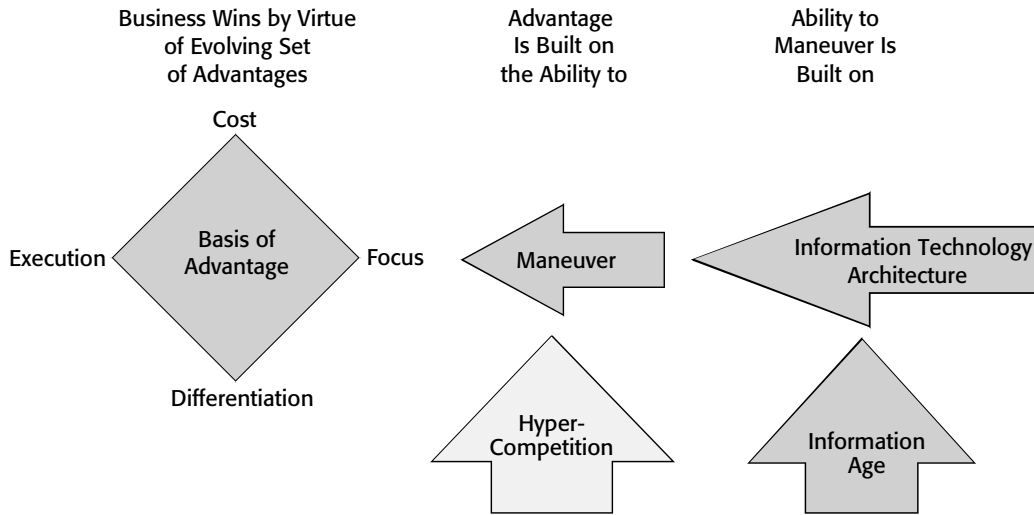 Business Wins by Virtue
of Evolving Set
of Advantages
Advantage
Is Built on
the Ability to
Ability to
Maneuver Is
Built on
Cost
Execution
Basis of
Advantage
Focus
Differentiation
Maneuver
Information Technology
Architecture
Hyper-
Competition
Information
Age